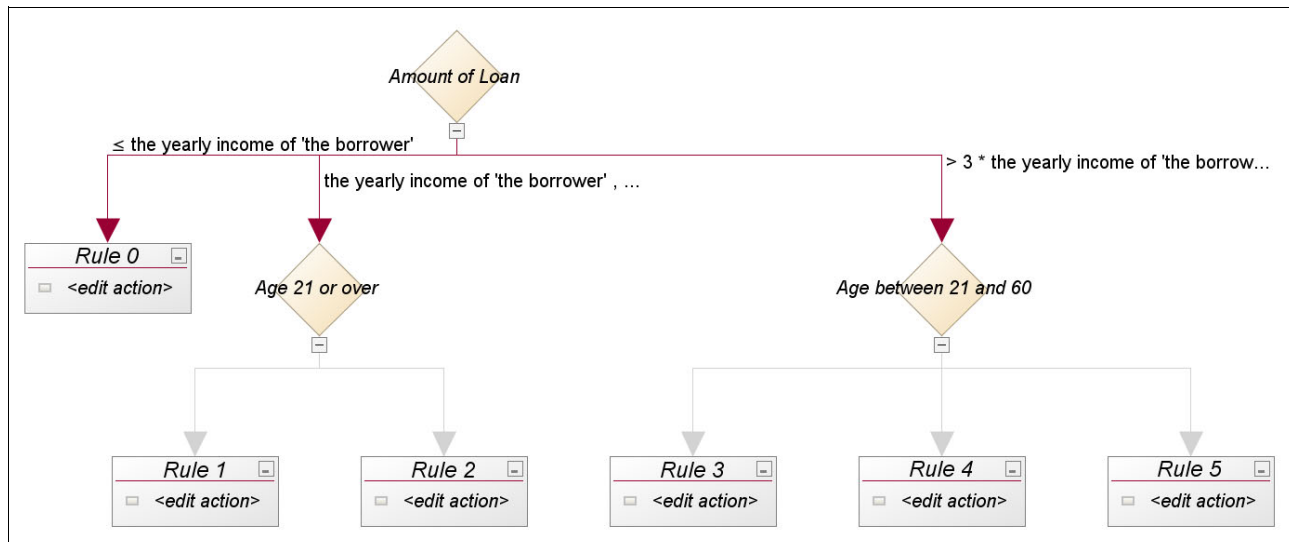 Amount of Loan
≤ the yearly income of 'the borrower'
the yearly income of 'the borrower' , ...
> 3 * the yearly income of 'the borrow...
Rule 0
<edit action>
Age 21 or over
Age between 21 and 60
Rule 1
<edit action>
Rule 2
<edit action>
Rule 3
<edit action>
Rule 4
<edit action>
Rule 5
<edit action>